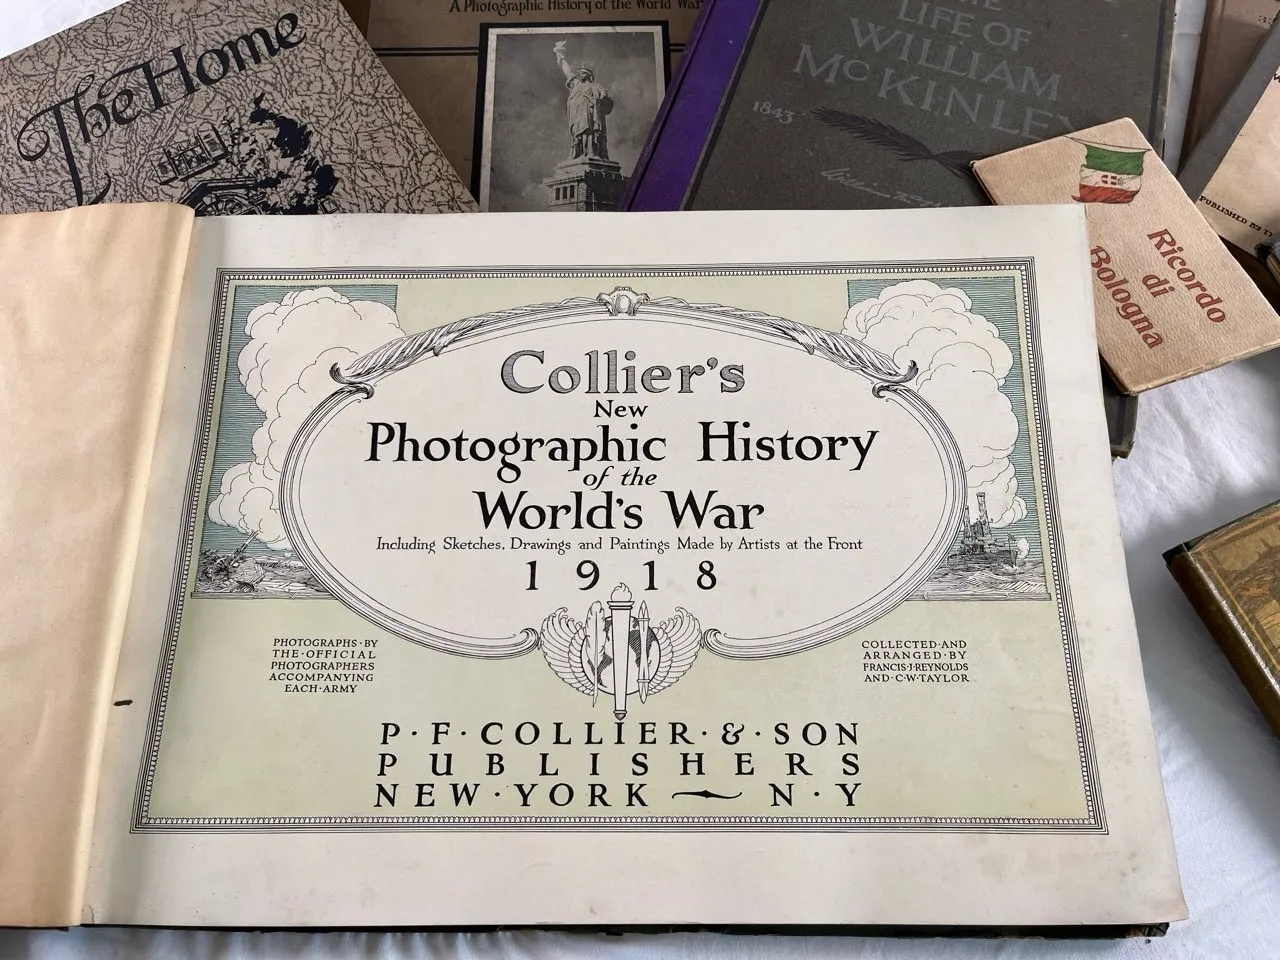 The Home
A Photographic History of the World War
LIFE OF
WILLIAM
MCKINLEY
1843
Ricordo
di
Bologna
PUBLISHED BY
Collier's
New
Photographic History
of the
World's War
Including Sketches, Drawings and Paintings Made by Artists at the Front
1918
PHOTOGRAPHS·BY
THE·OFFICIAL
PHOTOGRAPHERS
ACCOMPANYING
EACH·ARMY
COLLECTED·AND
ARRANGED·BY
FRANCIS·J·REYNOLDS
AND·C·W·TAYLOR
P·F·COLLIER·&·SON
PUBLISHERS
NEW·YORK — N·Y